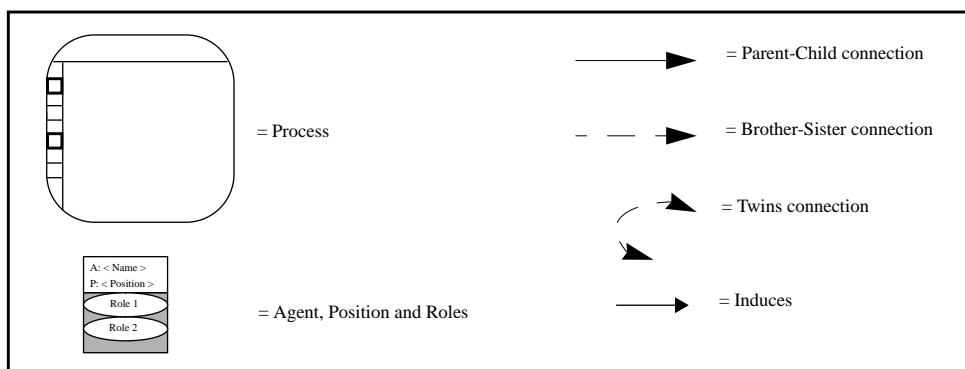 = Process
A: < Name >
P: < Position >
Role 1
Role 2
= Agent, Position and Roles
= Parent-Child connection
= Brother-Sister connection
= Twins connection
= Induces